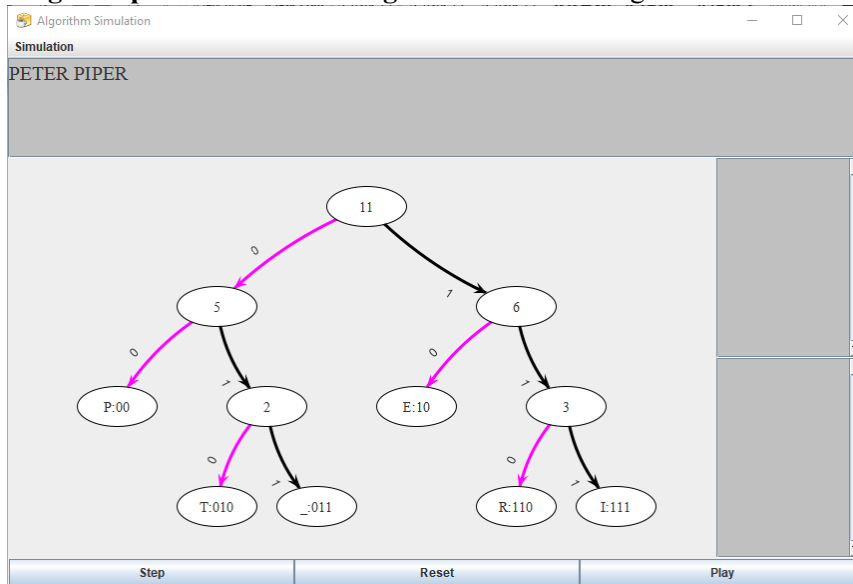 Algorithm Simulation
Simulation
PETER PIPER
11
0
1
5
6
0
1
0
1
P:00
2
E:10
3
0
1
0
1
T:010
_:011
R:110
I:111
Step Reset Play